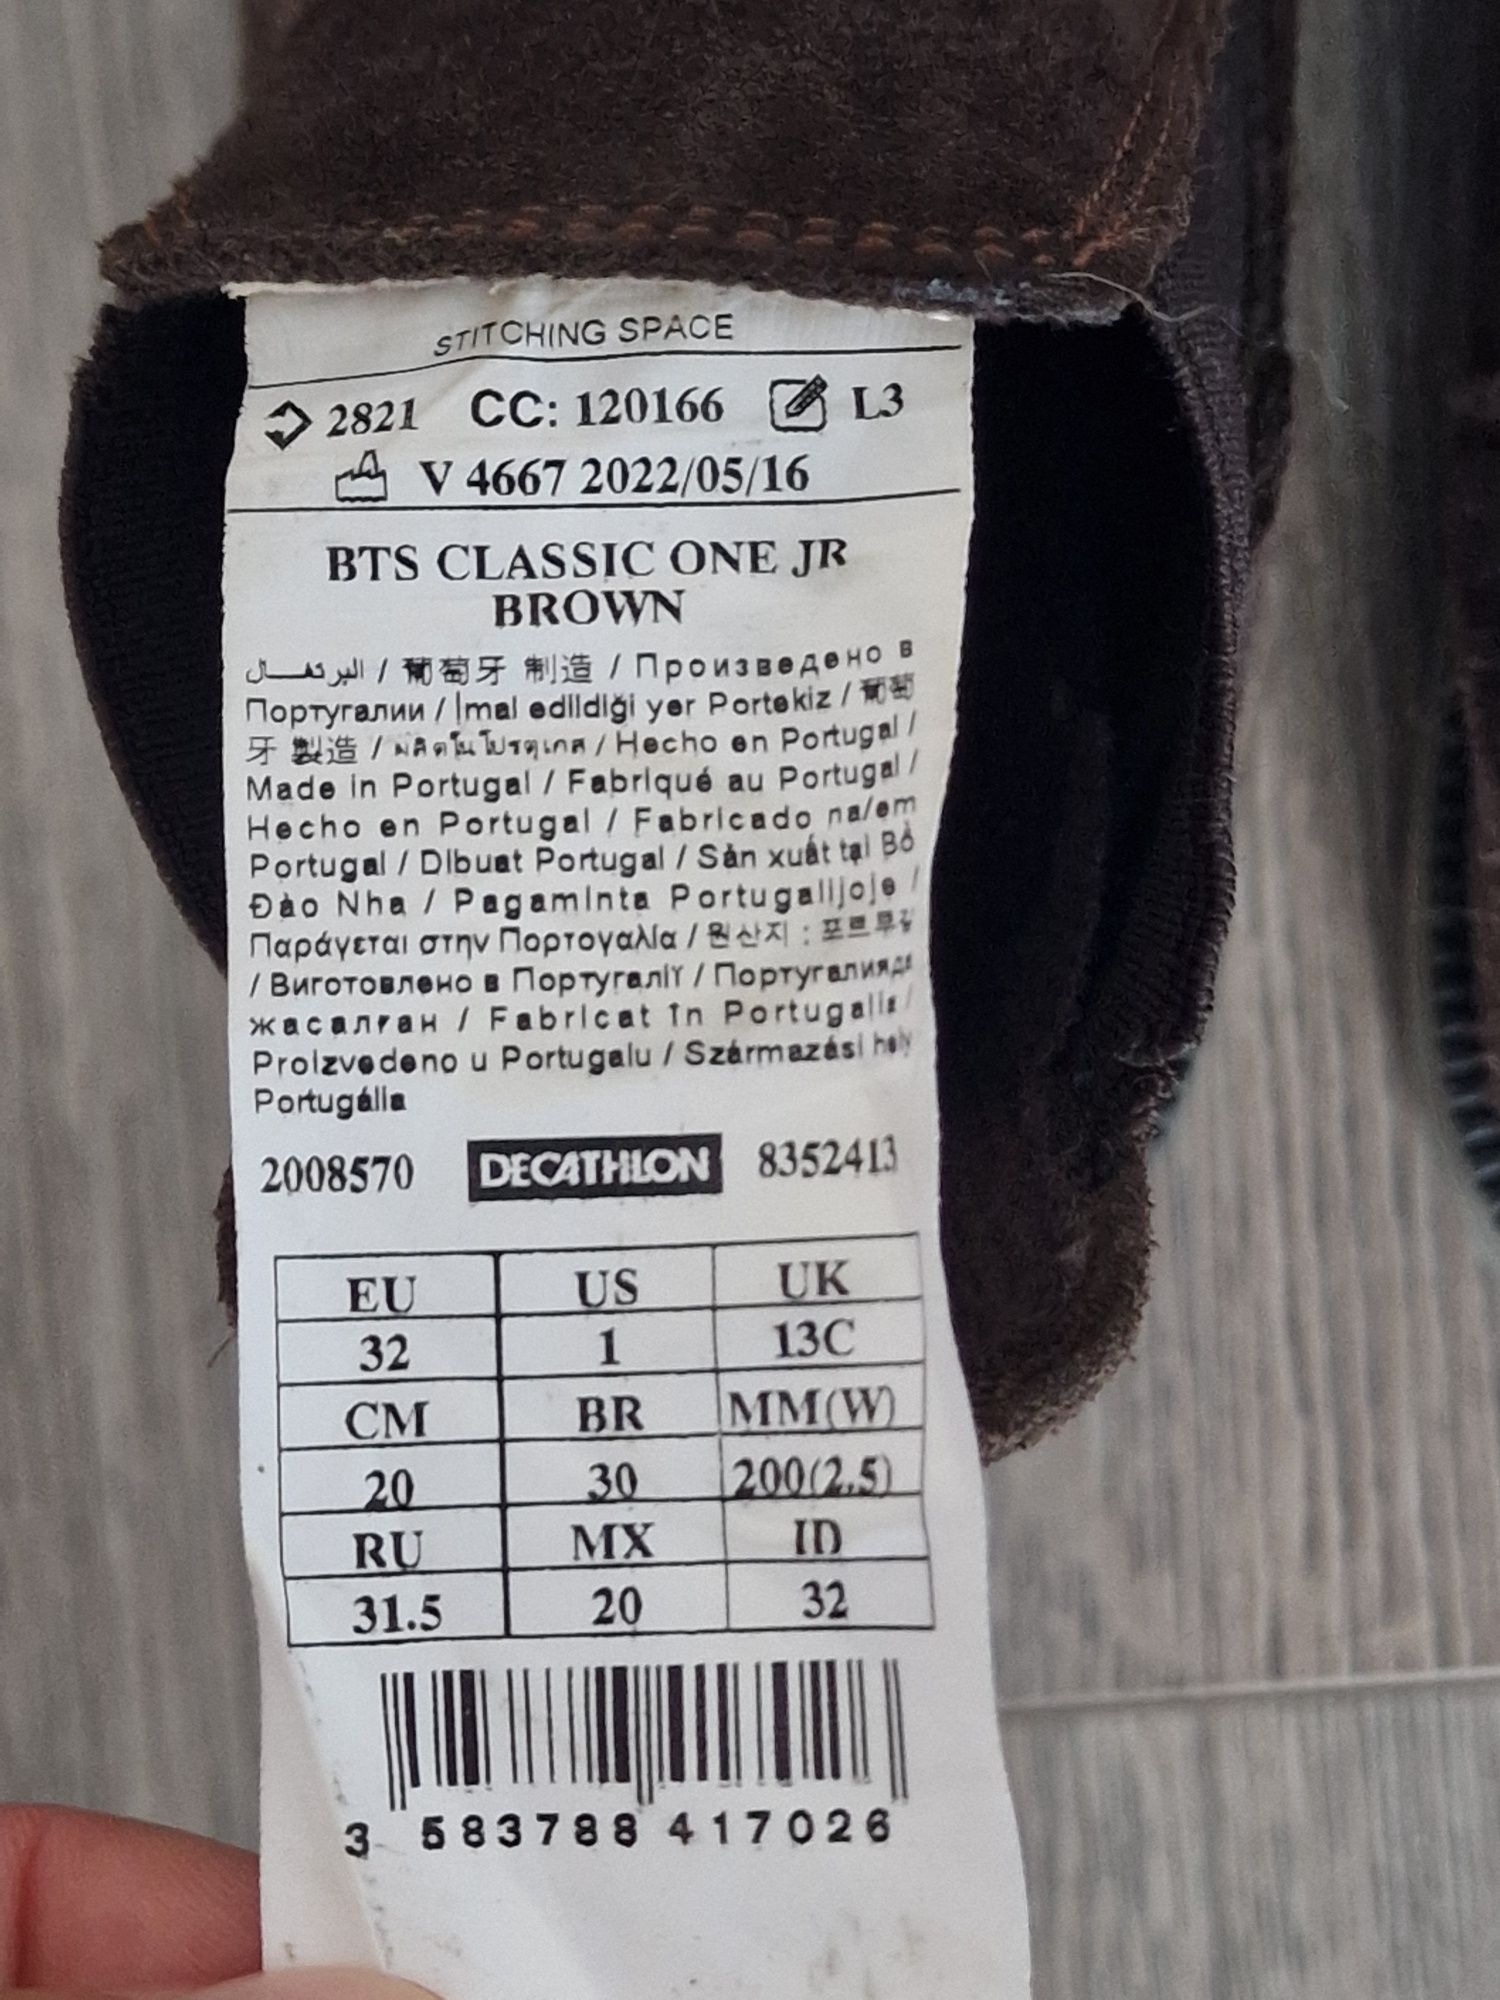 STITCHING SPACE
2821 CC: 120166 L3
V 4667 2022/05/16
BTS CLASSIC ONE JR
BROWN
البرتغـــال / 葡萄牙 制造 / Произведено в
Португалии / İmal edildiği yer Portekiz / 葡萄
牙 製造 / ผลิตในโปรตุเกส / Hecho en Portugal /
Made in Portugal / Fabriqué au Portugal /
Hecho en Portugal / Fabricado na/em
Portugal / Dibuat Portugal / Sản xuất tại Bồ
Đào Nha / Pagaminta Portugalijoje /
Παράγεται στην Πορτογαλία / 원산지 : 포르투갈
/ Виготовлено в Португалії / Португалияда
жасалған / Fabricat în Portugalia /
Proizvedeno u Portugalu / Származási hely
Portugália
2008570 DECATHLON 8352413
EU US UK
32 1 13C
CM BR MM(W)
20 30 200(2.5)
RU MX ID
31.5 20 32
3 583788 417026